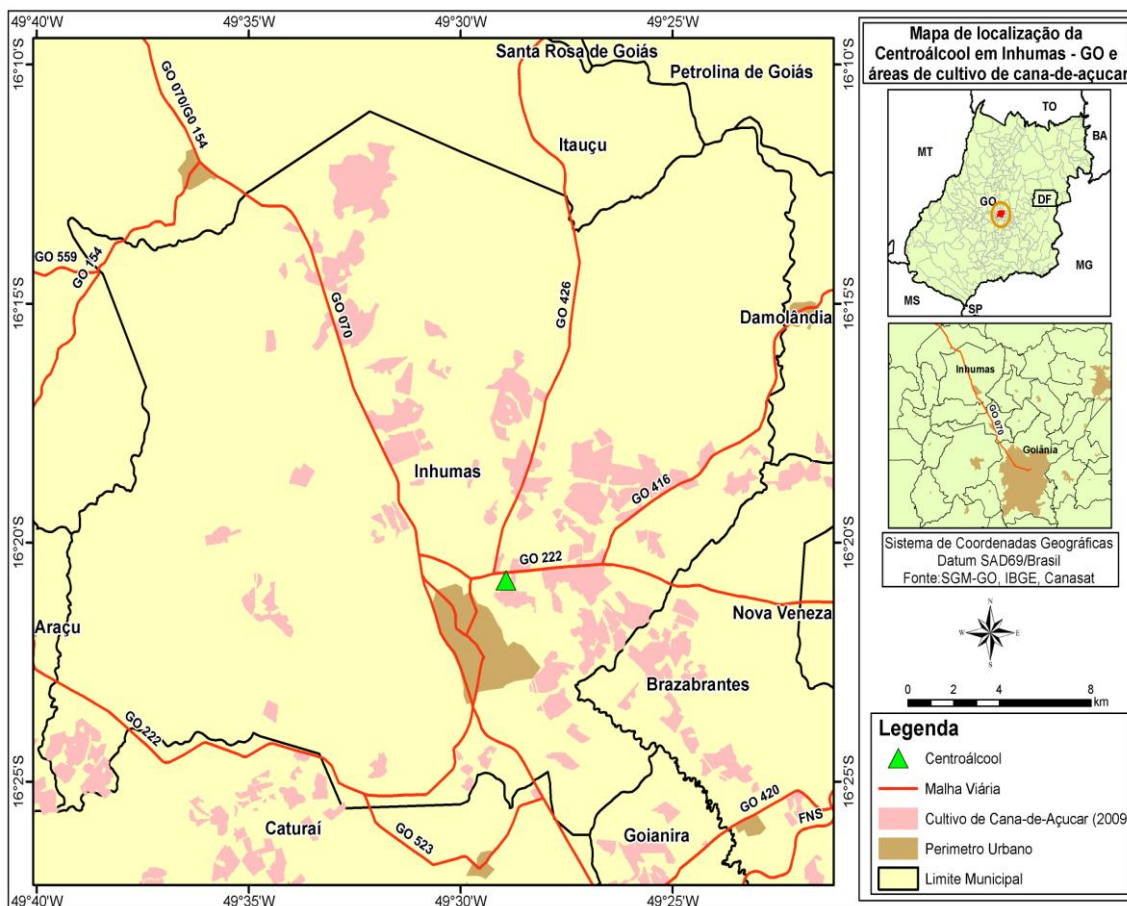 49°40'W
49°35'W
49°30'W
49°25'W
Mapa de localização da
Centroálcool em Inhumas - GO e
áreas de cultivo de cana-de-açucar
16°10'S
16°10'S
GO 070/G0 154
Santa Rosa de Goiás
Petrolina de Goiás
Itauçu
TO
BA
MT
GO
DF
MG
MS
SP
GO 559
GO 154
16°15'S
16°15'S
GO 070
GO 426
Damolândia
Inhumas
GO 070
Goiânia
Inhumas
GO 416
16°20'S
16°20'S
GO 222
Nova Veneza
Araçu
Brazabrantes
Sistema de Coordenadas Geográficas
Datum SAD69/Brasil
Fonte:SGM-GO, IBGE, Canasat
N
W
E
S
0 2 4 8
km
GO 222
16°25'S
16°25'S
Caturaí
GO 523
Goianira
GO 420
FNS
Legenda
Centroálcool
Malha Viária
Cultivo de Cana-de-Açucar (2009
Perimetro Urbano
Limite Municipal
49°40'W
49°35'W
49°30'W
49°25'W